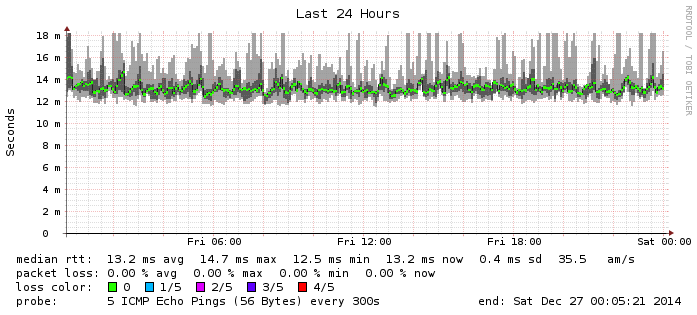 Last 24 Hours
RRDTOOL / TOBI OETIKER
Seconds
18 m
16 m
14 m
12 m
10 m
8 m
6 m
4 m
2 m
0
Fri 06:00 Fri 12:00 Fri 18:00 Sat 00:00
median rtt: 13.2 ms avg 14.7 ms max 12.5 ms min 13.2 ms now 0.4 ms sd 35.5 am/s
packet loss: 0.00 % avg 0.00 % max 0.00 % min 0.00 % now
loss color: 0 1/5 2/5 3/5 4/5
probe: 5 ICMP Echo Pings (56 Bytes) every 300s end: Sat Dec 27 00:05:21 2014